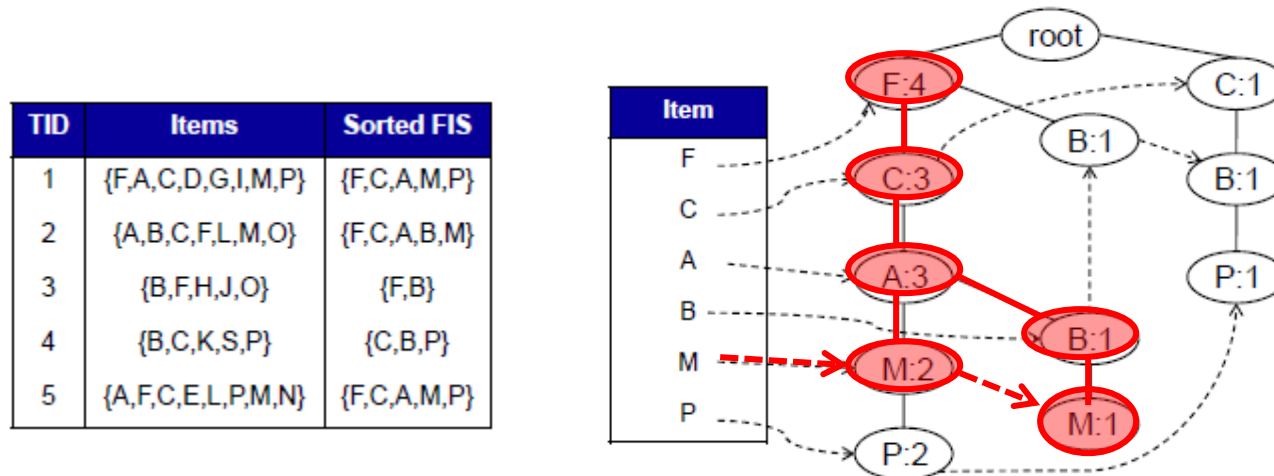 TID Items Sorted FIS
1 {F,A,C,D,G,I,M,P} {F,C,A,M,P}
2 {A,B,C,F,L,M,O} {F,C,A,B,M}
3 {B,F,H,J,O} {F,B}
4 {B,C,K,S,P} {C,B,P}
5 {A,F,C,E,L,P,M,N} {F,C,A,M,P}
Item
F
C
A
B
M
P
root
F:4 C:1
B:1
C:3 B:1
A:3 P:1
B:1
M:2
M:1
P:2